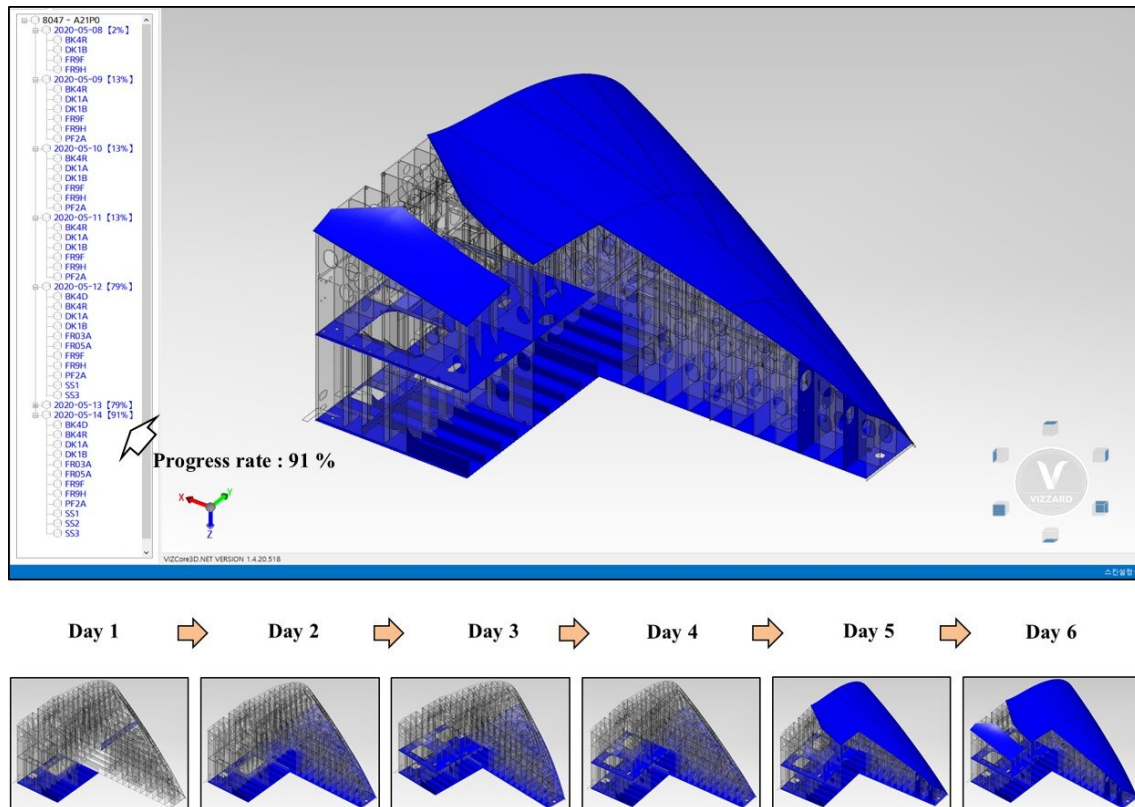 8047 - A21P0
2020-05-08【2%】
BK4R
DK1B
FR9F
FR9H
2020-05-09【13%】
BK4R
DK1A
DK1B
FR9F
FR9H
PF2A
2020-05-10【13%】
BK4R
DK1A
DK1B
FR9F
FR9H
PF2A
2020-05-11【13%】
BK4R
DK1A
DK1B
FR9F
FR9H
PF2A
2020-05-12【79%】
BK4D
BK4R
DK1A
DK1B
FR03A
FR05A
FR9F
FR9H
PF2A
SS1
SS3
2020-05-13【79%】
2020-05-14【91%】
BK4D
BK4R
DK1A
DK1B
FR03A
FR05A
FR9F
FR9H
PF2A
SS1
SS2
SS3
Progress rate : 91 %
X
Y
Z
V
VIZZARD
VIZCore3D.NET VERSION 1.4.20.518
스킨설정
Day 1
Day 2
Day 3
Day 4
Day 5
Day 6